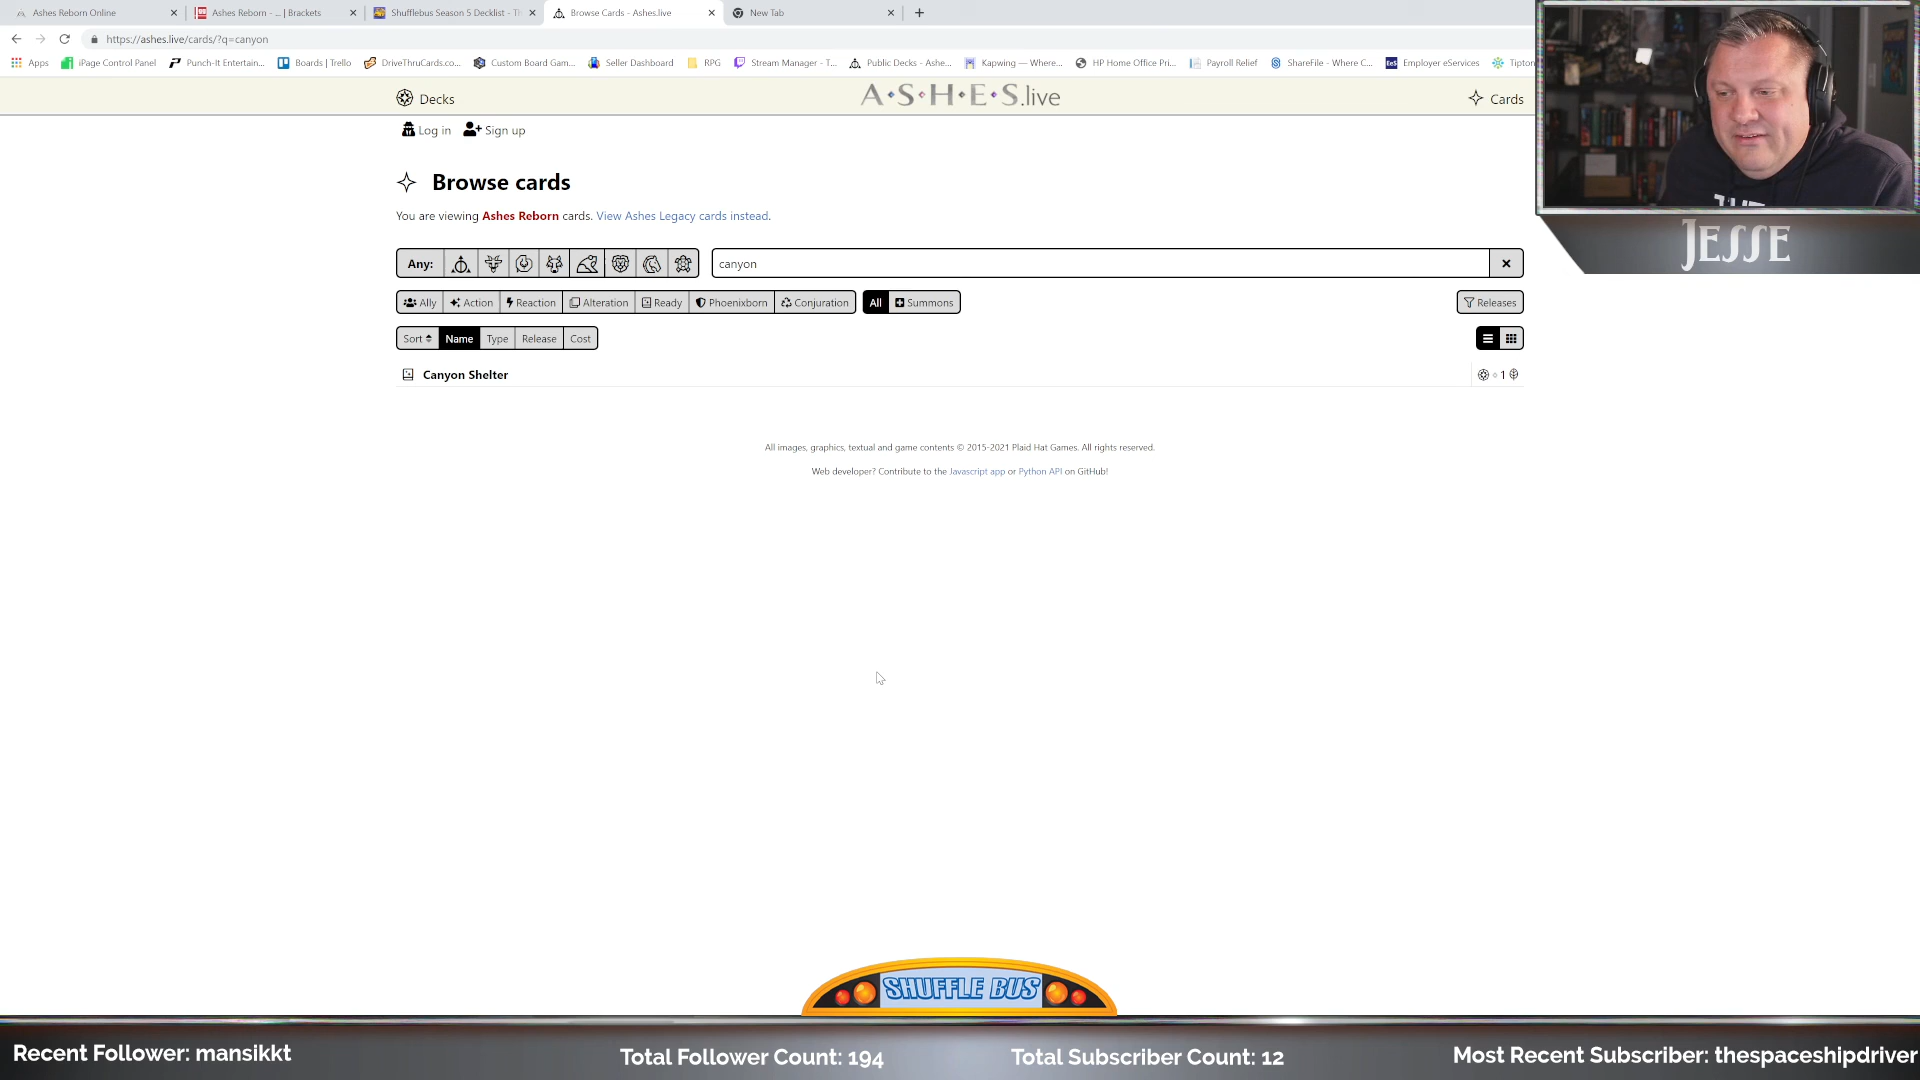 Ashes Reborn Online
Ashes Reborn - ... | Brackets
Shufflebus Season 5 Decklist - Th
Browse Cards - Ashes.live
New Tab
https://ashes.live/cards/?q=canyon
Apps
iPage Control Panel
Punch-It Entertain...
Boards | Trello
DriveThruCards.co...
Custom Board Gam...
Seller Dashboard
RPG
Stream Manager - T...
Public Decks - Ashe...
Kapwing — Where...
HP Home Office Pri...
Payroll Relief
ShareFile - Where C...
Employer eServices
Tipton
Decks
A·S·H·E·S.live
Cards
Log in
Sign up
Browse cards
You are viewing Ashes Reborn cards. View Ashes Legacy cards instead.
Any:
canyon
Ally
Action
Reaction
Alteration
Ready
Phoenixborn
Conjuration
All
Summons
Releases
Sort
Name
Type
Release
Cost
Canyon Shelter
1
All images, graphics, textual and game contents © 2015-2021 Plaid Hat Games. All rights reserved.
Web developer? Contribute to the Javascript app or Python API on GitHub!
Jesse
SHUFFLE BUS
Recent Follower: mansikkt
Total Follower Count: 194
Total Subscriber Count: 12
Most Recent Subscriber: thespaceshipdriver